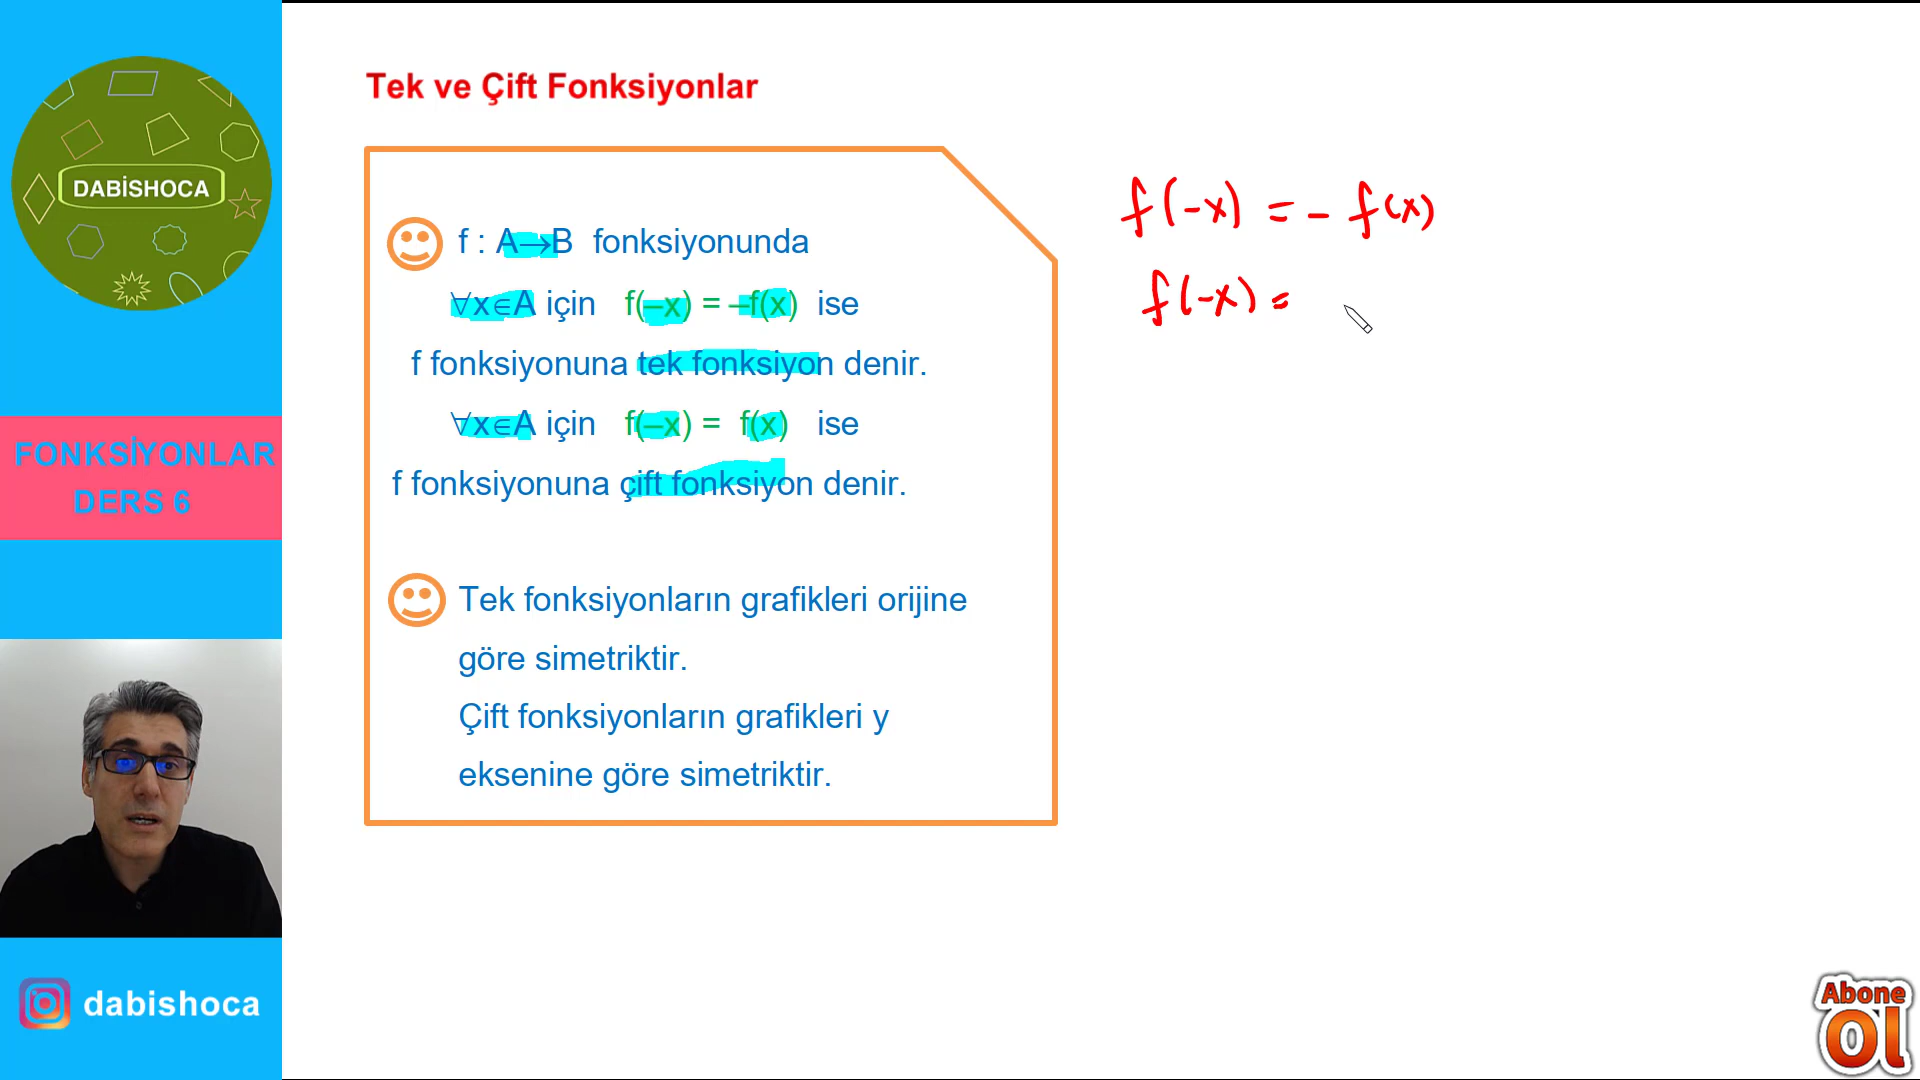 DABİSHOCA
FONKSİYONLAR
DERS 6
dabishoca
Tek ve Çift Fonksiyonlar
f : A→B fonksiyonunda
∀x∈A için f(–x) = –f(x) ise
f fonksiyonuna tek fonksiyon denir.
∀x∈A için f(–x) = f(x) ise
f fonksiyonuna çift fonksiyon denir.
Tek fonksiyonların grafikleri orijine
göre simetriktir.
Çift fonksiyonların grafikleri y
eksenine göre simetriktir.
f(-x) = - f(x)
f(-x) =
Abone
Ol